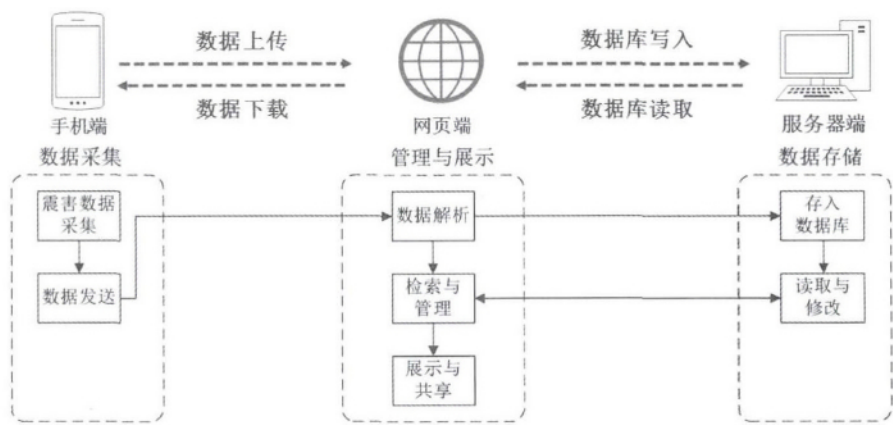 数据上传
数据库写入
数据下载
数据库读取
手机端
网页端
服务器端
数据采集
管理与展示
数据存储
震害数据
采集
数据解析
存入
数据库
数据发送
检索与
管理
读取与
修改
展示与
共享